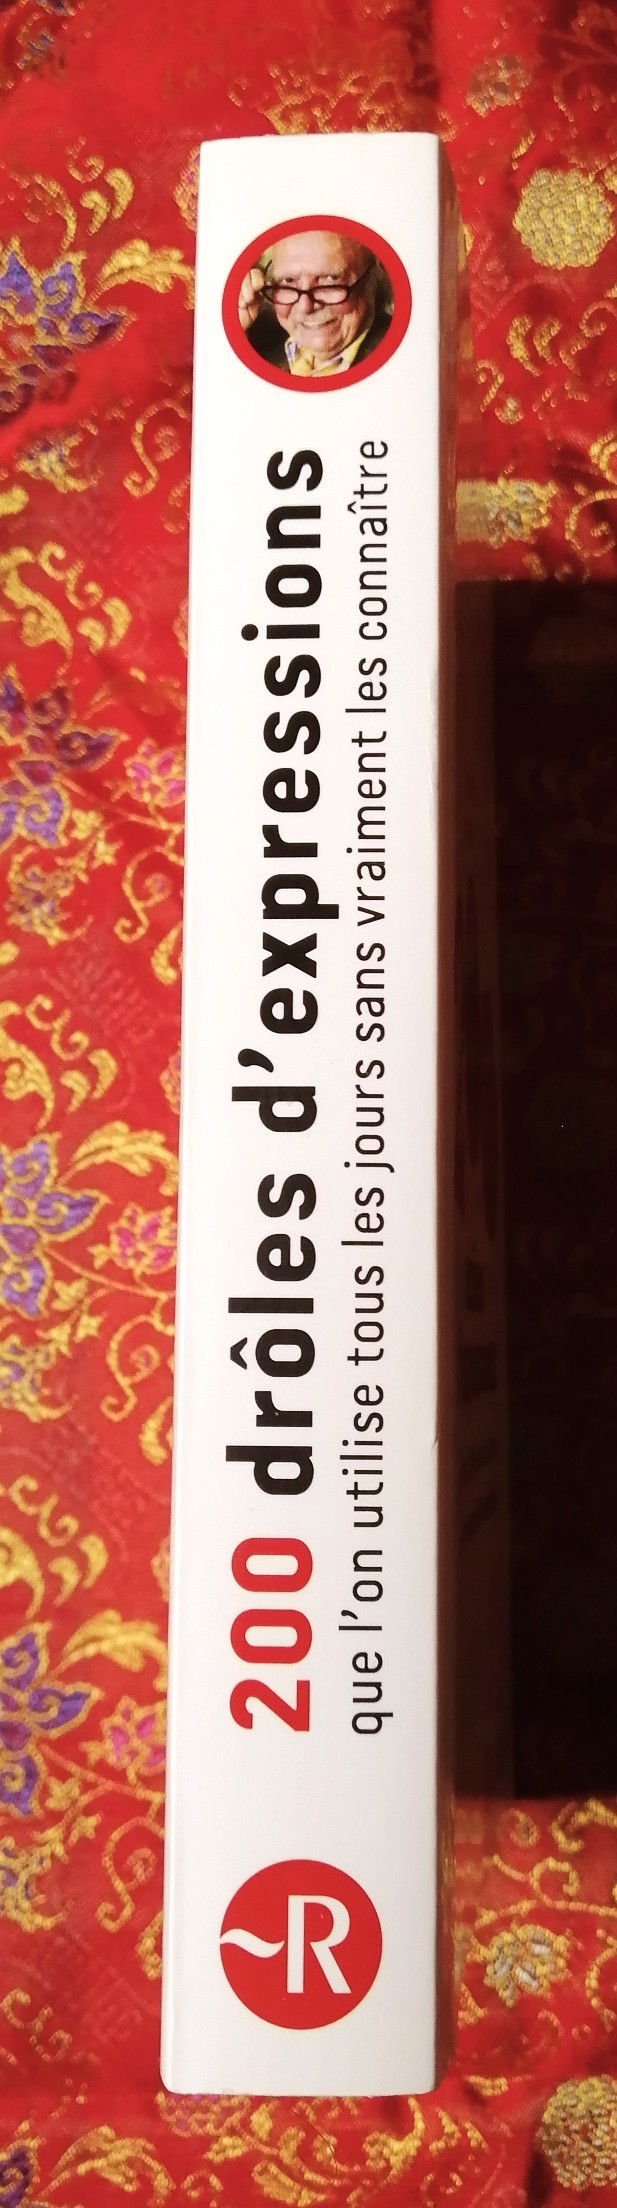 200 drôles d'expressions
que l'on utilise tous les jours sans vraiment les connaître
~R